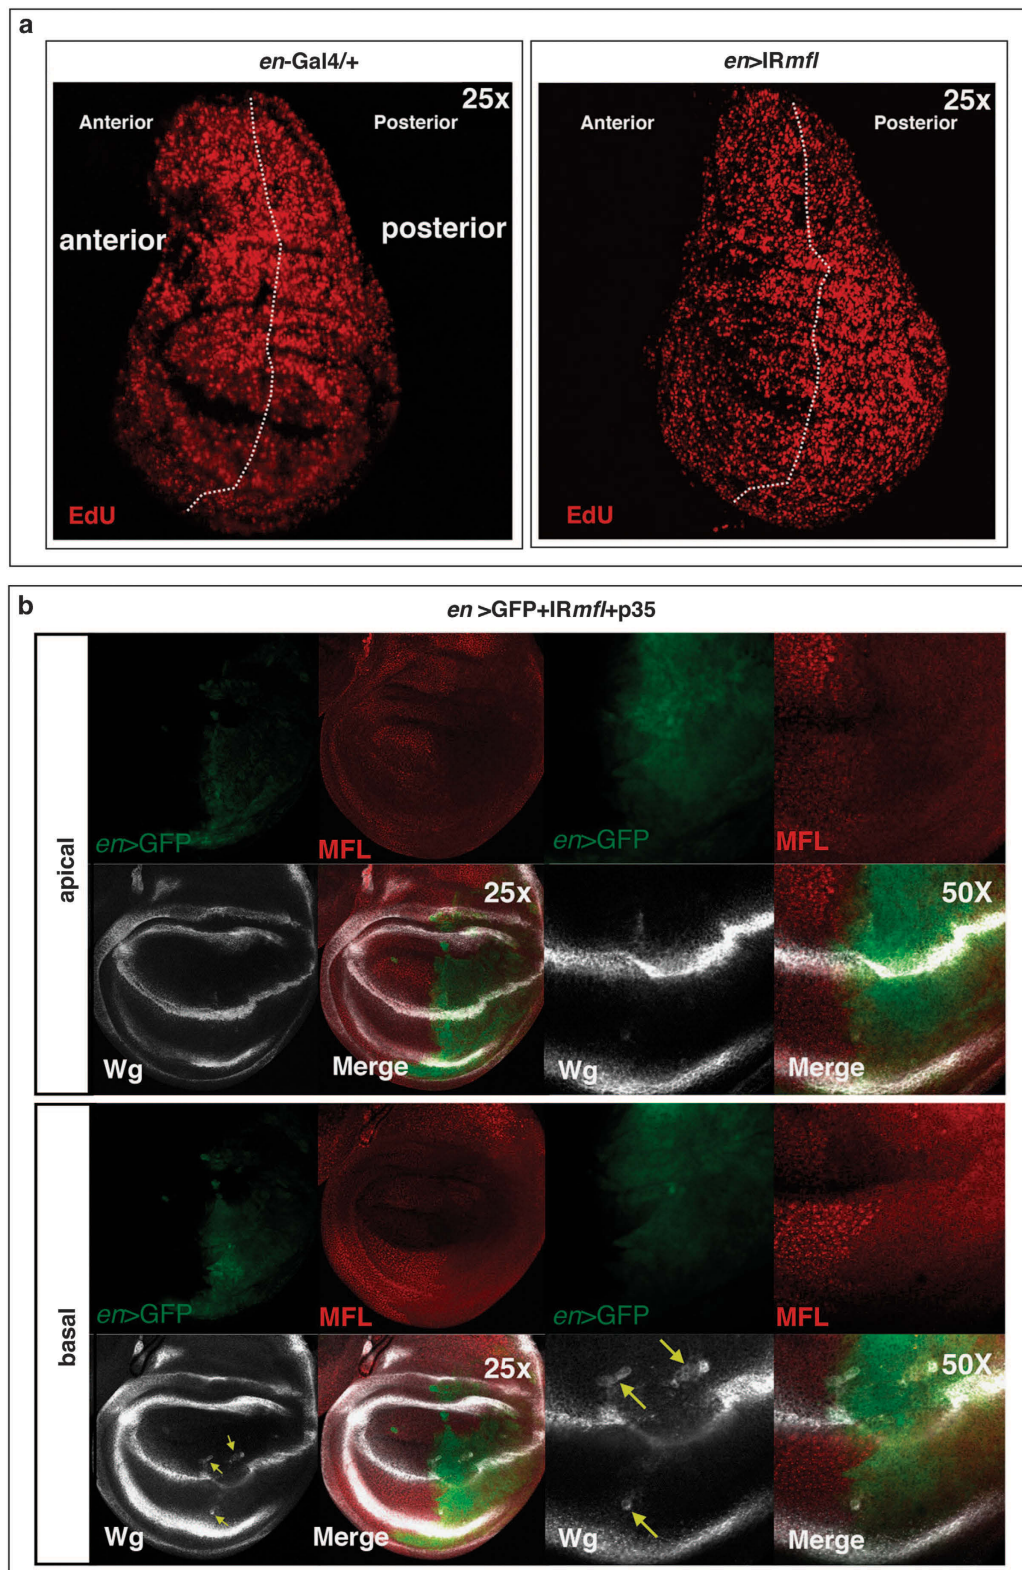 a
en-Gal4/+
en>IRmfl
25x
Anterior
Posterior
anterior
posterior
EdU
25x
Anterior
Posterior
EdU
b
en >GFP+IRmfl+p35
apical
en>GFP
MFL
en>GFP
MFL
Wg
25x
Merge
Wg
50X
Merge
basal
en>GFP
MFL
en>GFP
MFL
Wg
25x
Merge
Wg
50X
Merge